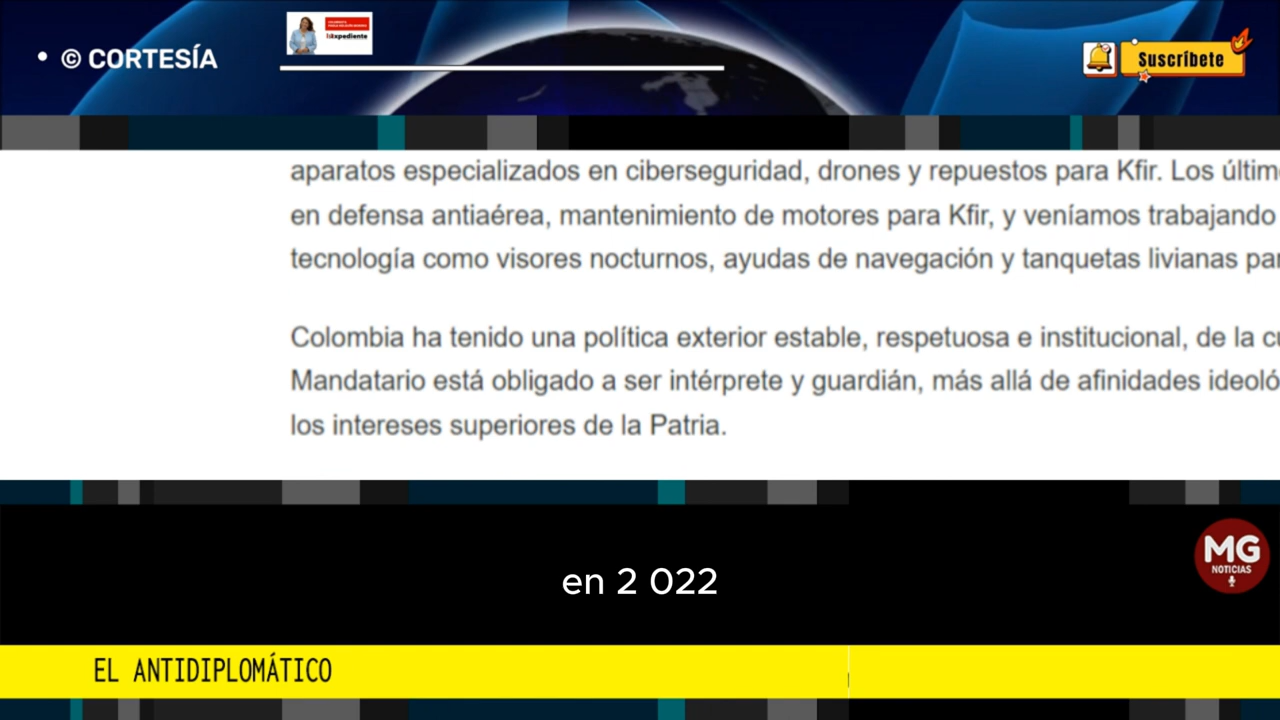 • © CORTESÍA
Suscríbete
aparatos especializados en ciberseguridad, drones y repuestos para Kfir. Los últim
en defensa antiaérea, mantenimiento de motores para Kfir, y veníamos trabajando
tecnología como visores nocturnos, ayudas de navegación y tanquetas livianas par
Colombia ha tenido una política exterior estable, respetuosa e institucional, de la cu
Mandatario está obligado a ser intérprete y guardián, más allá de afinidades ideoló
los intereses superiores de la Patria.
MG
NOTICIAS
en 2 022
EL ANTIDIPLOMÁTICO